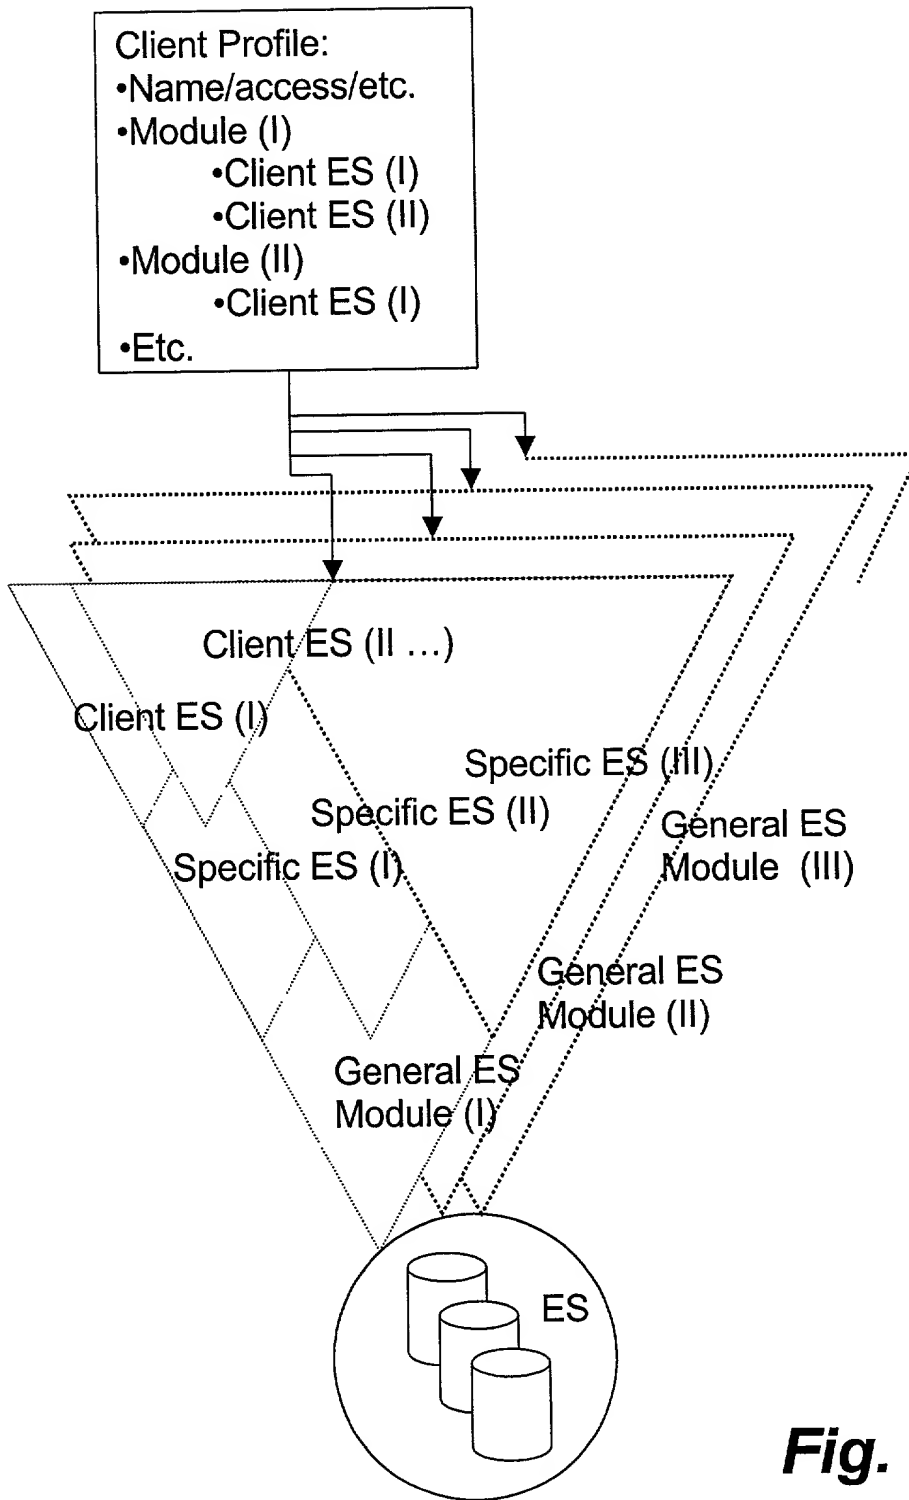 Client Profile:
•Name/access/etc.
•Module (I)
•Client ES (I)
•Client ES (II)
•Module (II)
•Client ES (I)
•Etc.
Client ES (II ...)
Client ES (I)
Specific ES (III)
Specific ES (II)
General ES
Module (III)
Specific ES (I)
General ES
Module (II)
General ES
Module (I)
ES
Fig.